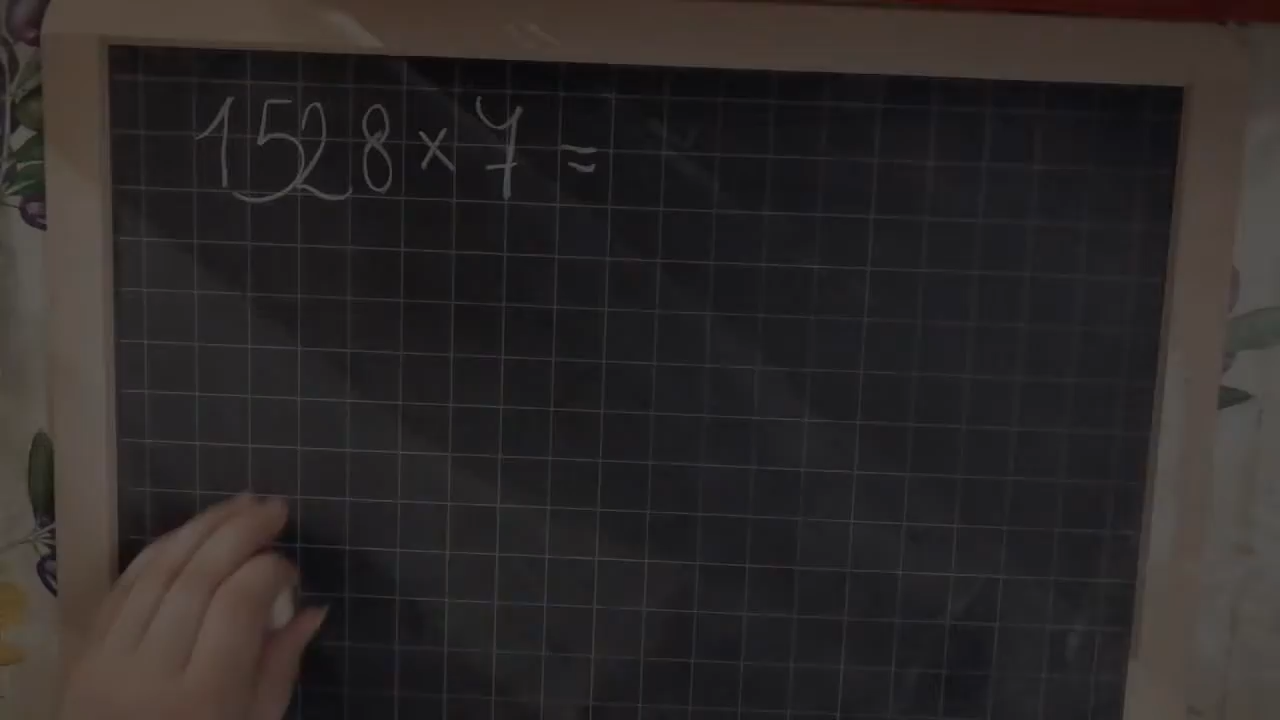 1528 × 7 =